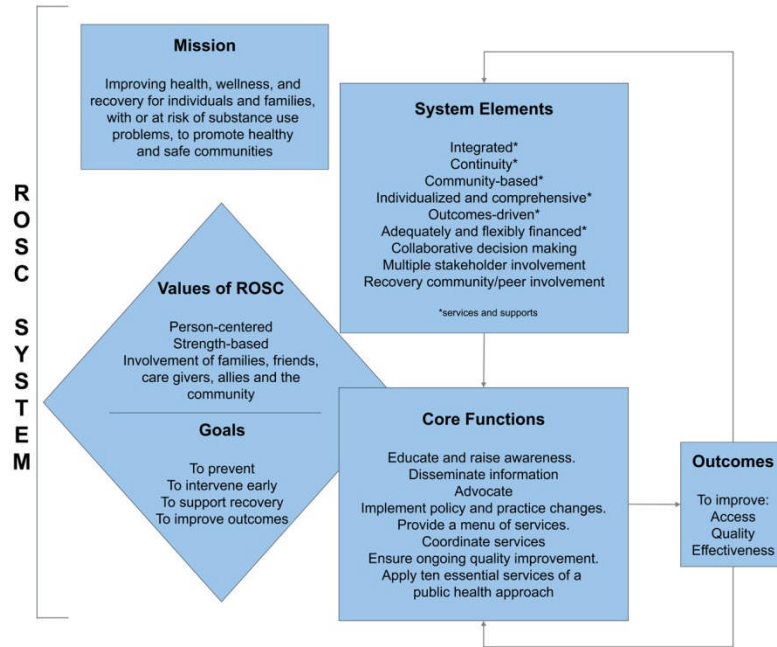 ROSC SYSTEM
Mission
Improving health, wellness, and
recovery for individuals and families,
with or at risk of substance use
problems, to promote healthy
and safe communities
Values of ROSC
Person-centered
Strength-based
Involvement of families, friends,
care givers, allies and the
community
Goals
To prevent
To intervene early
To support recovery
To improve outcomes
System Elements
Integrated*
Continuity*
Community-based*
Individualized and comprehensive*
Outcomes-driven*
Adequately and flexibly financed*
Collaborative decision making
Multiple stakeholder involvement
Recovery community/peer involvement
*services and supports
Core Functions
Educate and raise awareness.
Disseminate information
Advocate
Implement policy and practice changes.
Provide a menu of services.
Coordinate services
Ensure ongoing quality improvement.
Apply ten essential services of a
public health approach
Outcomes
To improve:
Access
Quality
Effectiveness